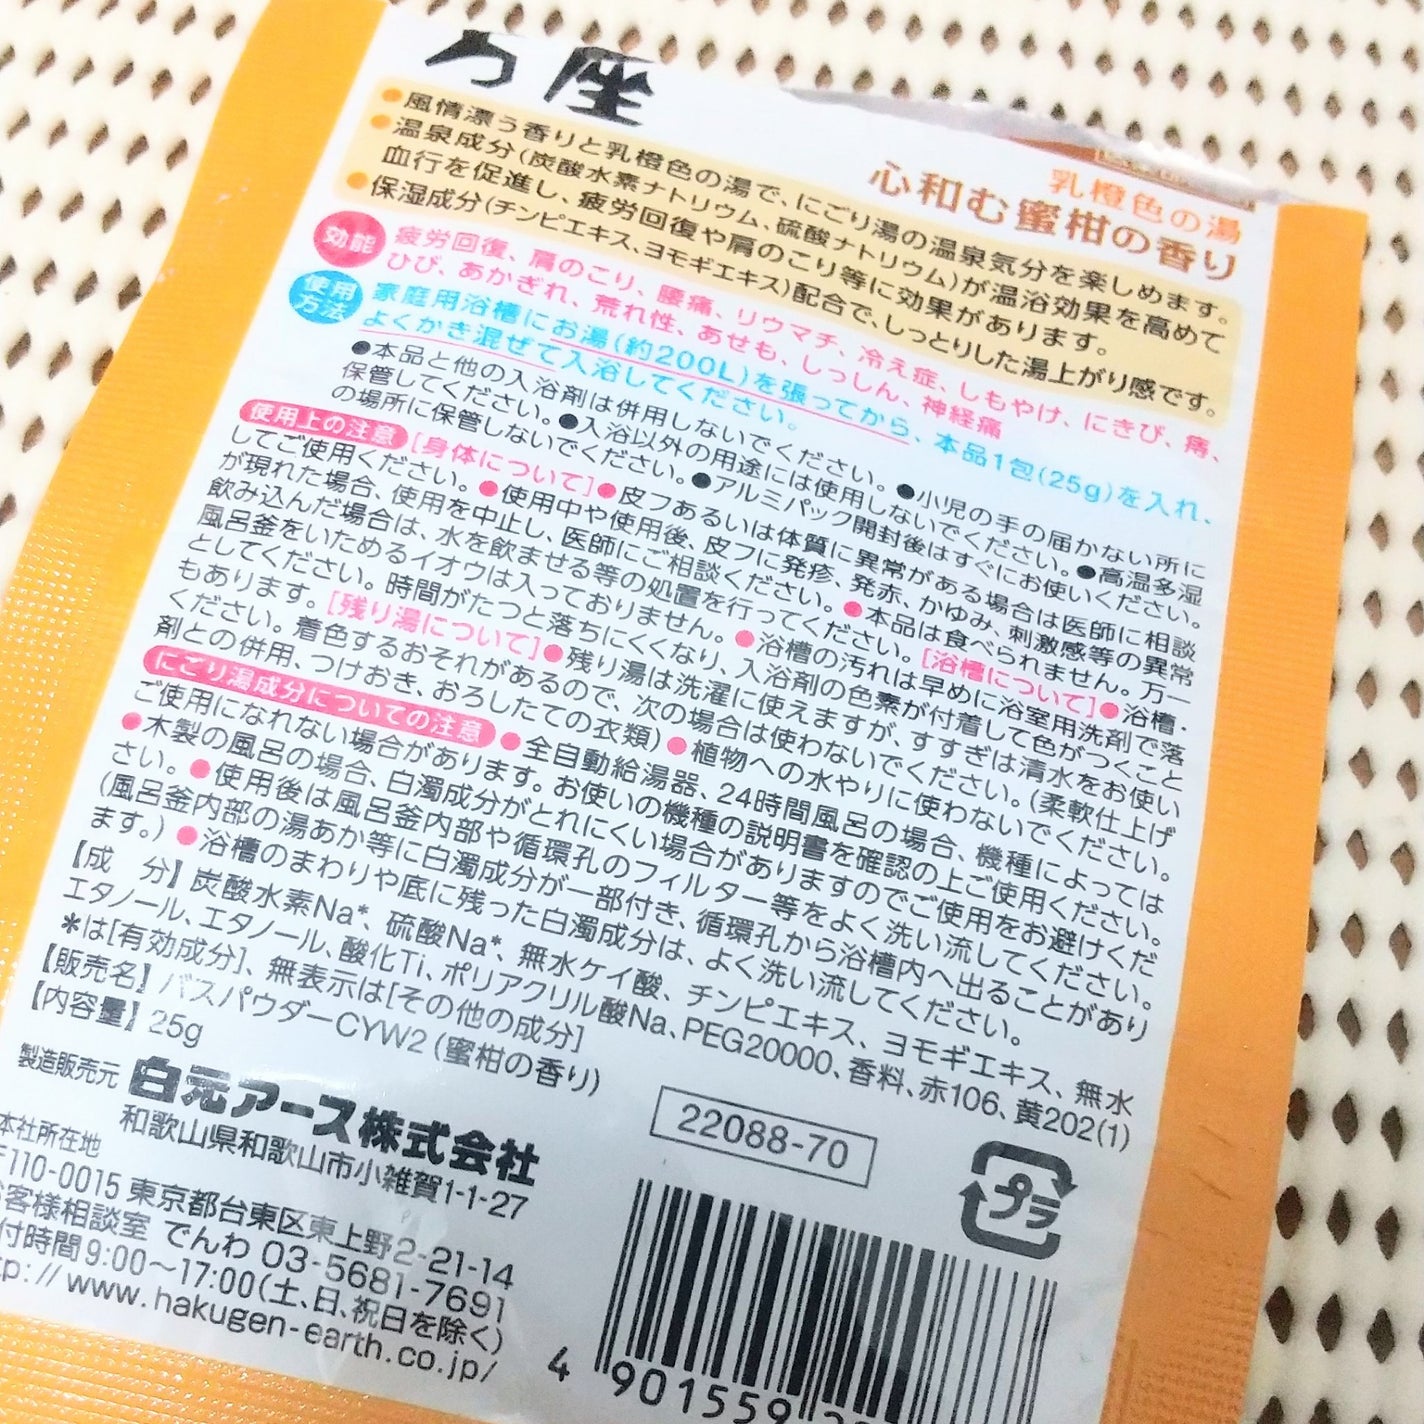 万座
乳橙色の湯
心和む蜜柑の香り
●風情漂う香りと乳橙色の湯で、にごり湯の温泉気分を楽しめます。
●温泉成分(炭酸水素ナトリウム、硫酸ナトリウム)が温浴効果を高めて
血行を促進し、疲労回復や肩のこり等に効果があります。
●保湿成分(チンピエキス、ヨモギエキス)配合で、しっとりした湯上がり感です。
効能 疲労回復、肩のこり、腰痛、リウマチ、冷え症、しもやけ、にきび、痔、
ひび、あかぎれ、荒れ性、あせも、しっしん、神経痛
使用方法 家庭用浴槽にお湯(約200L)を張ってから、本品1包(25g)を入れ、
よくかき混ぜて入浴してください。
●本品と他の入浴剤は併用しないでください。●小児の手の届かない所に
保管してください。●入浴以外の用途には使用しないでください。●高温多湿
の場所に保管しないでください。●アルミパック開封後はすぐにお使いください。
使用上の注意 [身体について]●皮フあるいは体質に異常がある場合は医師に相談
してご使用ください。●使用中や使用後、皮フに発疹、発赤、かゆみ、刺激感等の異常
が現れた場合、使用を中止し、医師にご相談ください。●本品は食べられません。万一
飲み込んだ場合は、水を飲ませる等の処置を行ってください。[浴槽について]●浴槽・
風呂釜をいためるイオウは入っておりません。●浴槽の汚れは早めに浴室用洗剤で落
としてください。時間がたつと落ちにくくなり、入浴剤の色素が付着して色がつくこと
もあります。[残り湯について]●残り湯は洗濯に使えますが、すすぎは清水をお使い
ください。着色するおそれがあるので、次の場合は使わないでください。(柔軟仕上げ
剤との併用、つけおき、おろしたての衣類)●植物への水やりに使わないでください。
にごり湯成分についての注意 ●全自動給湯器、24時間風呂の場合、機種によっては
ご使用になれない場合があります。お使いの機種の説明書を確認の上ご使用ください。
●木製の風呂の場合、白濁成分がとれにくい場合がありますのでご使用をお避けくだ
さい。●使用後は風呂釜内部や循環孔のフィルター等をよく洗い流してください。
(風呂釜内部の湯あか等に白濁成分が一部付き、循環孔から浴槽内へ出ることがあり
ます。)●浴槽のまわりや底に残った白濁成分は、よく洗い流してください。
【成 分】炭酸水素Na*、硫酸Na*、無水ケイ酸、チンピエキス、ヨモギエキス、無水
エタノール、エタノール、酸化Ti、ポリアクリル酸Na、PEG20000、香料、赤106、黄202(1)
*は[有効成分]、無表示は[その他の成分]
【販売名】バスパウダーCYW2(蜜柑の香り)
【内容量】25g
製造販売元 白元アース株式会社
和歌山県和歌山市小雑賀1-1-27
本社所在地
〒110-0015 東京都台東区東上野2-21-14
お客様相談室 でんわ 03-5681-7691
付時間9:00〜17:00(土、日、祝日を除く)
tp://www.hakugen-earth.co.jp/
22088-70
プラ
4 901559